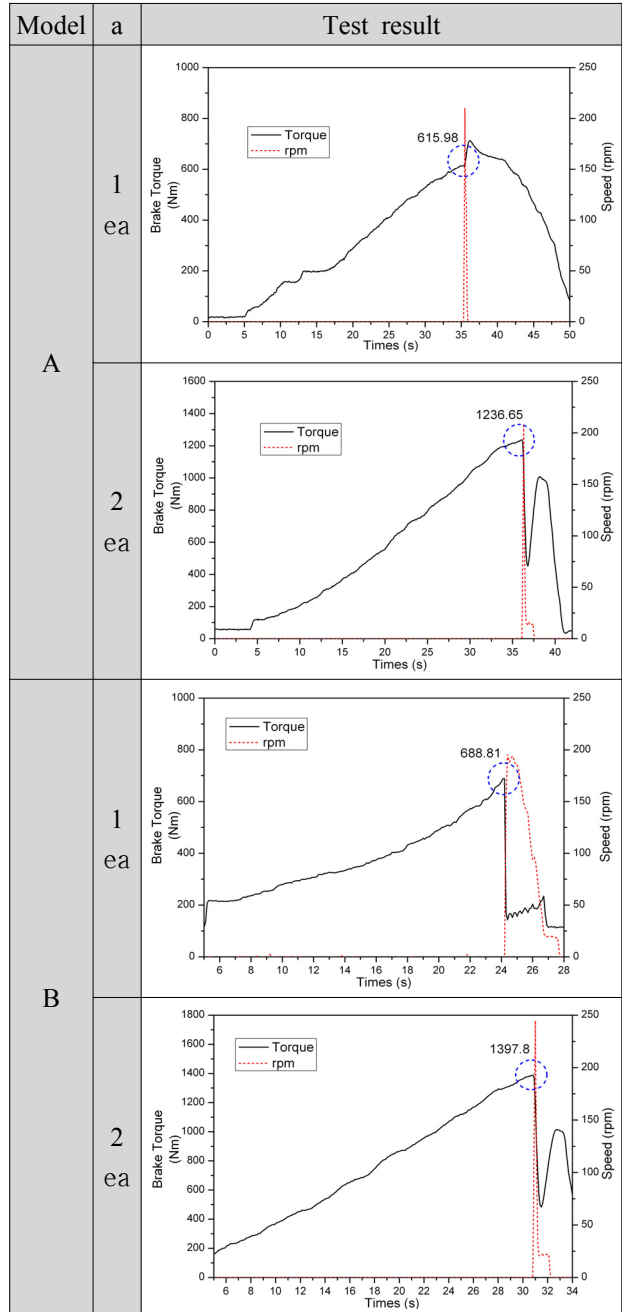 Model a Test result
A
1
ea
1000
800
600
400
200
0
Brake Torque
(Nm)
Torque
rpm
615.98
250
200
150
100
50
0
Speed (rpm)
0 5 10 15 20 25 30 35 40 45 50
Times (s)
2
ea
1600
1400
1200
1000
800
600
400
200
0
Brake Torque
(Nm)
Torque
rpm
1236.65
250
200
150
100
50
0
Speed (rpm)
0 5 10 15 20 25 30 35 40
Times (s)
B
1
ea
1000
800
600
400
200
0
Brake Torque
(Nm)
Torque
rpm
688.81
250
200
150
100
50
0
Speed (rpm)
6 8 10 12 14 16 18 20 22 24 26 28
Times (s)
2
ea
1800
1600
1400
1200
1000
800
600
400
200
0
Brake Torque
(Nm)
Torque
rpm
1397.8
250
200
150
100
50
0
Speed (rpm)
6 8 10 12 14 16 18 20 22 24 26 28 30 32 34
Times (s)